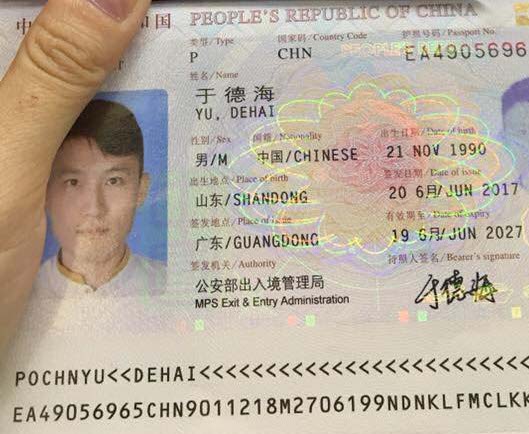 中 和国 PEOPLE'S REPUBLIC OF CHINA
类型/Type 国家码/Country Code 护照号码/Passport No.
P CHN EA4905696
姓名/Name
于德海
YU, DEHAI
性别/Sex 国籍/Nationality 出生日期/Date of birth
男/M 中国/CHINESE 21 NOV 1990
出生地点/Place of birth 签发日期/Date of issue
山东/SHANDONG 20 6月/JUN 2017
签发地点/Place of issue 有效期至/Date of expiry
广东/GUANGDONG 19 6月/JUN 2027
签发机关/Authority 持照人签名/Bearer's signature
公安部出入境管理局 于德海
MPS Exit & Entry Administration
POCHNYU<<DEHAI<<<<<<<<<<<<<<<<<<<<<<<<<
EA49056965CHN9011218M2706199NDNKLFMCLKK